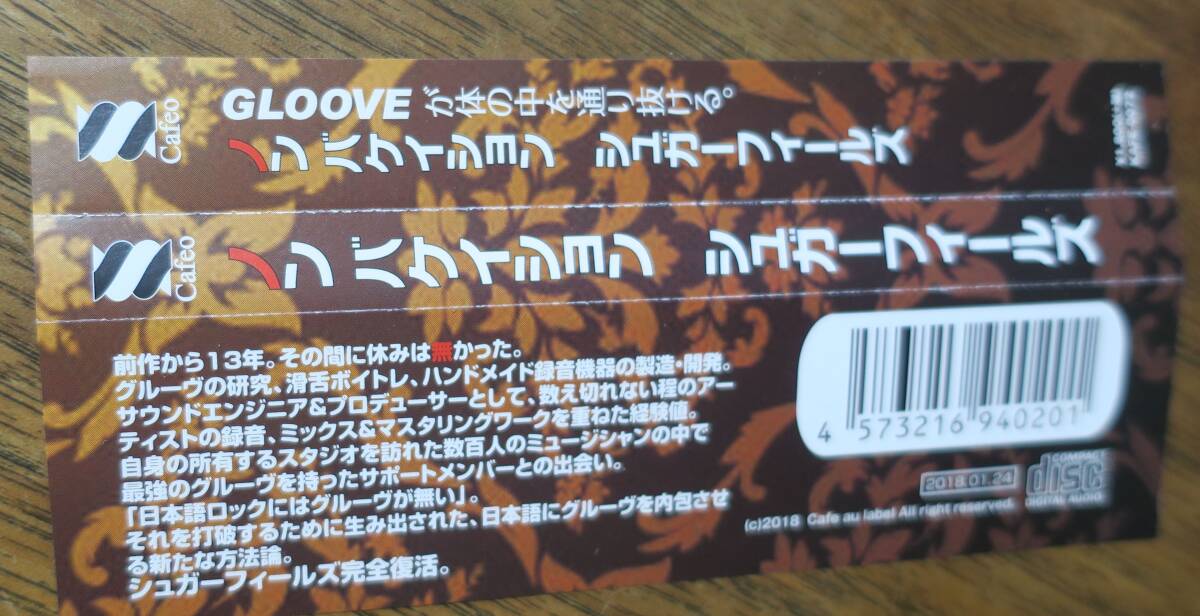 Cafeo
GLOOVEが体の中を通り抜ける。
ノンバケイション シュガーフィールズ
Cafeo
ノンバケイション シュガーフィールズ
前作から13年。その間に休みは無かった。
グルーヴの研究、滑舌ボイトレ、ハンドメイド録音機器の製造・開発。
サウンドエンジニア&プロデューサーとして、数え切れない程のアー
ティストの録音、ミックス&マスタリングワークを重ねた経験値。
自身の所有するスタジオを訪れた数百人のミュージシャンの中で
最強のグルーヴを持ったサポートメンバーとの出会い。
「日本語ロックにはグルーヴが無い」。
それを打破するために生み出された、日本語にグルーヴを内包させ
る新たな方法論。
シュガーフィールズ完全復活。
4 573216 940201
2018.01.24
COMPACT
disc
DIGITAL AUDIO
(c)2018 Cafe au label All right reserved.